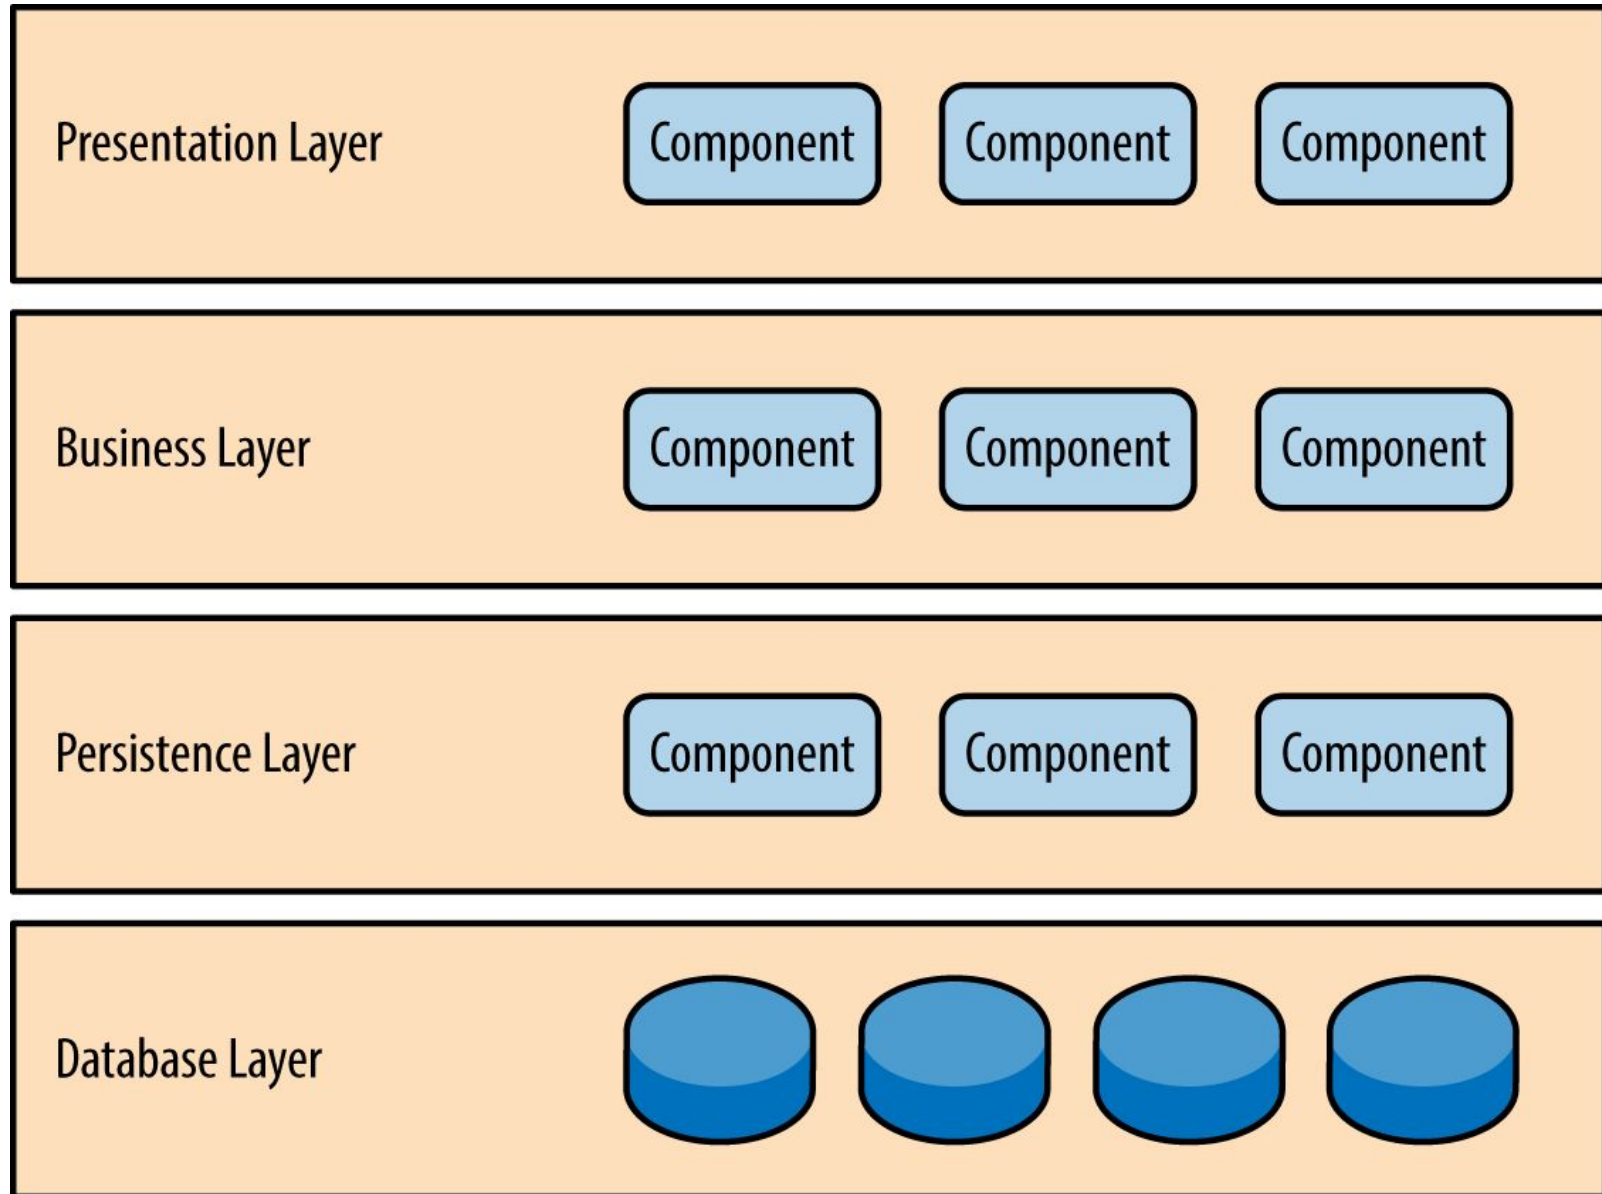 Presentation Layer Component Component Component
Business Layer Component Component Component
Persistence Layer Component Component Component
Database Layer